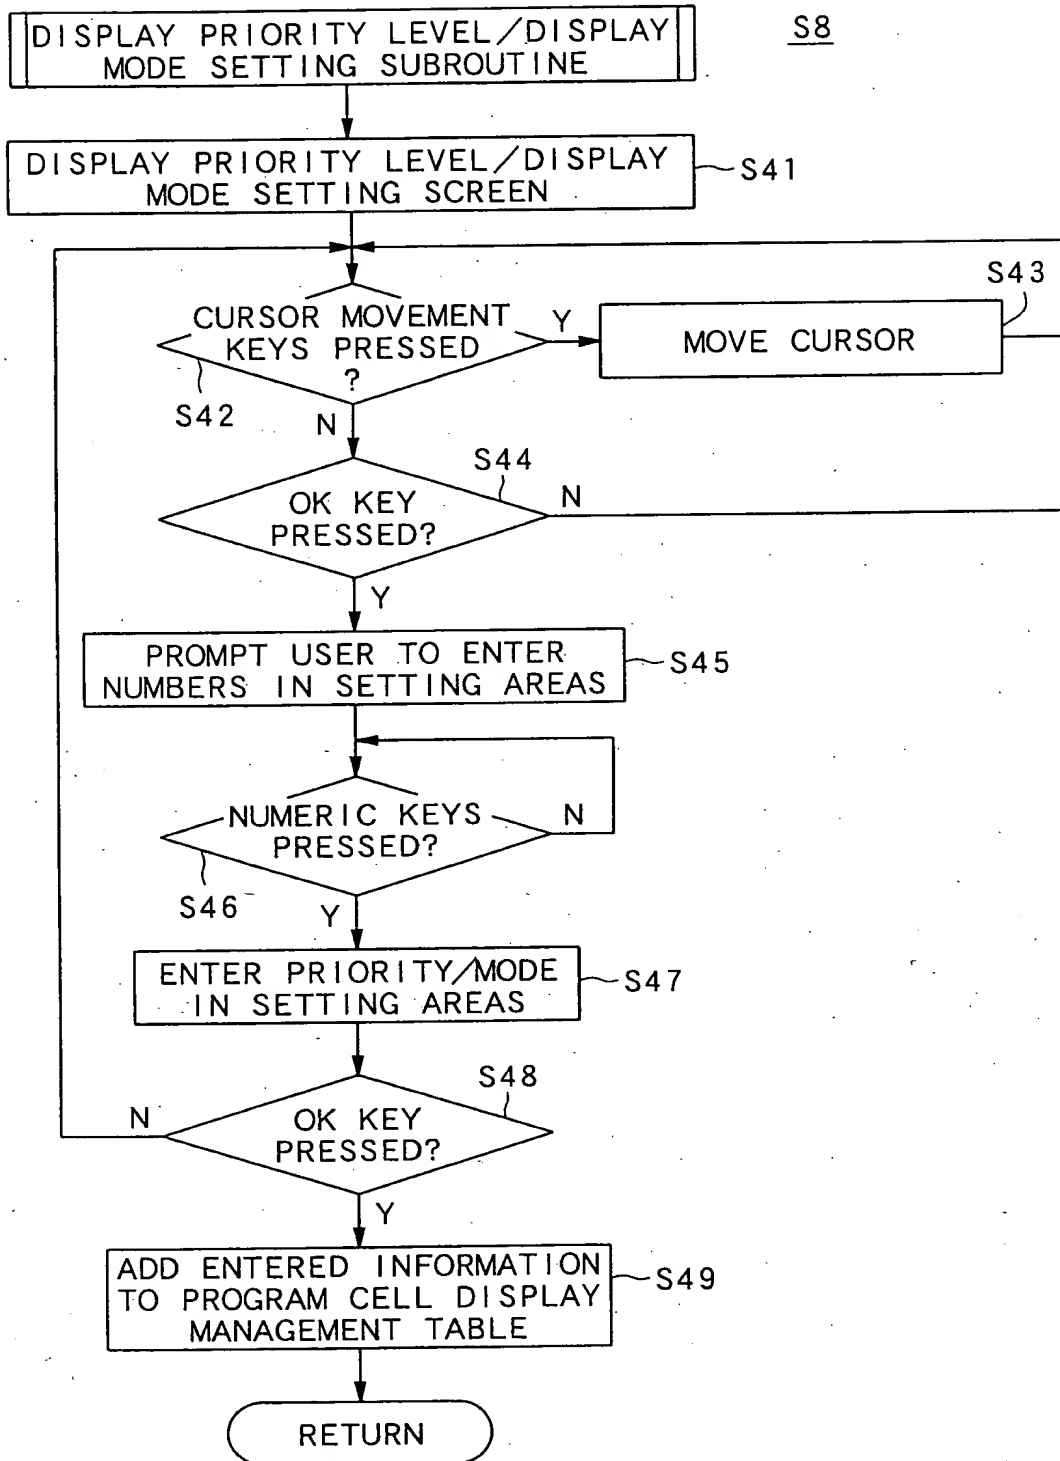 DISPLAY PRIORITY LEVEL/DISPLAY
MODE SETTING SUBROUTINE
S8
DISPLAY PRIORITY LEVEL/DISPLAY
MODE SETTING SCREEN
S41
CURSOR MOVEMENT
KEYS PRESSED
?
S42
Y
MOVE CURSOR
S43
N
OK KEY
PRESSED?
S44
N
Y
PROMPT USER TO ENTER
NUMBERS IN SETTING AREAS
S45
NUMERIC KEYS
PRESSED?
N
S46
Y
ENTER PRIORITY/MODE
IN SETTING AREAS
S47
OK KEY
PRESSED?
S48
N
Y
ADD ENTERED INFORMATION
TO PROGRAM CELL DISPLAY
MANAGEMENT TABLE
S49
RETURN